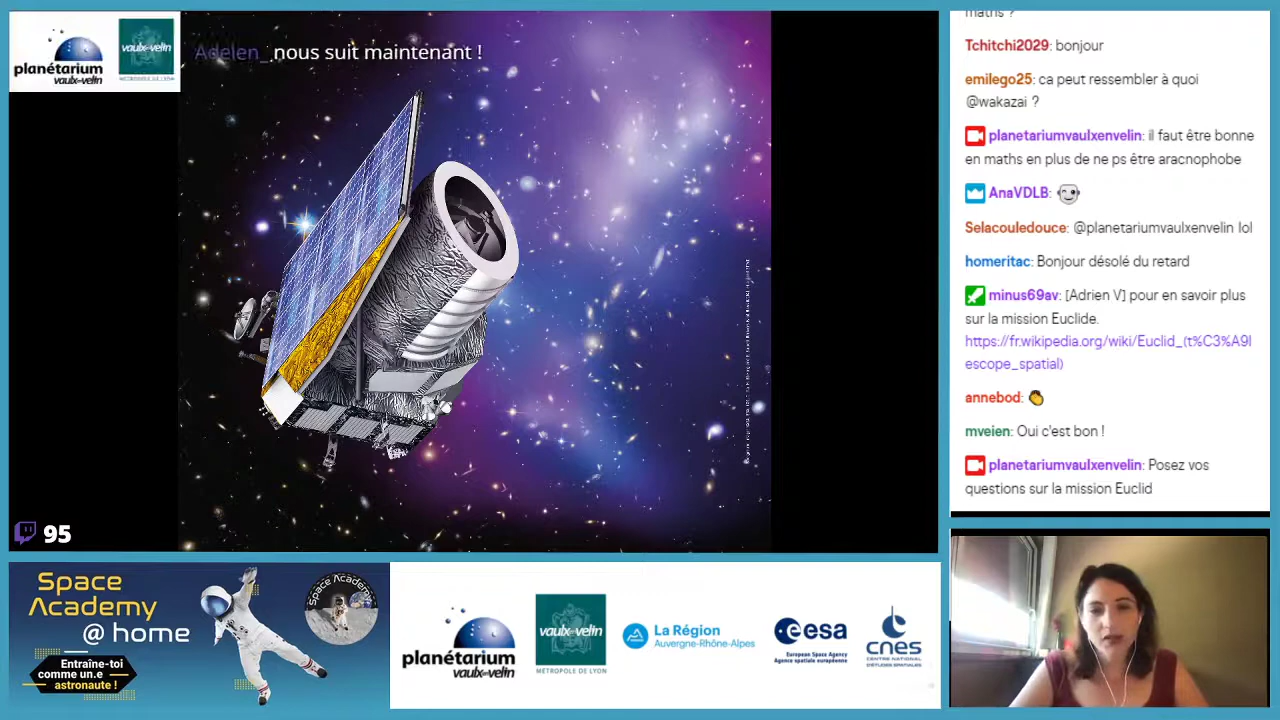 planétarium
vaulx en velin
vaulx en velin
MÉTROPOLE DE LYON
Adelen_ nous suit maintenant !
95
maths ?
Tchitchi2029: bonjour
emilego25: ca peut ressembler à quoi
@wakazai ?
planetariumvaulxenvelin: il faut être bonne
en maths en plus de ne ps être aracnophobe
AnaVDLB:
Selacouledouce: @planetariumvaulxenvelin lol
homeritac: Bonjour désolé du retard
minus69av: [Adrien V] pour en savoir plus
sur la mission Euclide.
https://fr.wikipedia.org/wiki/Euclid_(t%C3%A9l
escope_spatial)
annebod:
mveien: Oui c'est bon !
planetariumvaulxenvelin: Posez vos
questions sur la mission Euclid
Space
Academy
@ home
Entraîne-toi
comme un.e
astronaute !
Space Academy
planétarium
vaulx en velin
vaulx en velin
MÉTROPOLE DE LYON
La Région
Auvergne-Rhône-Alpes
esa
European Space Agency
Agence spatiale européenne
cnes
CENTRE NATIONAL
D'ÉTUDES SPATIALES